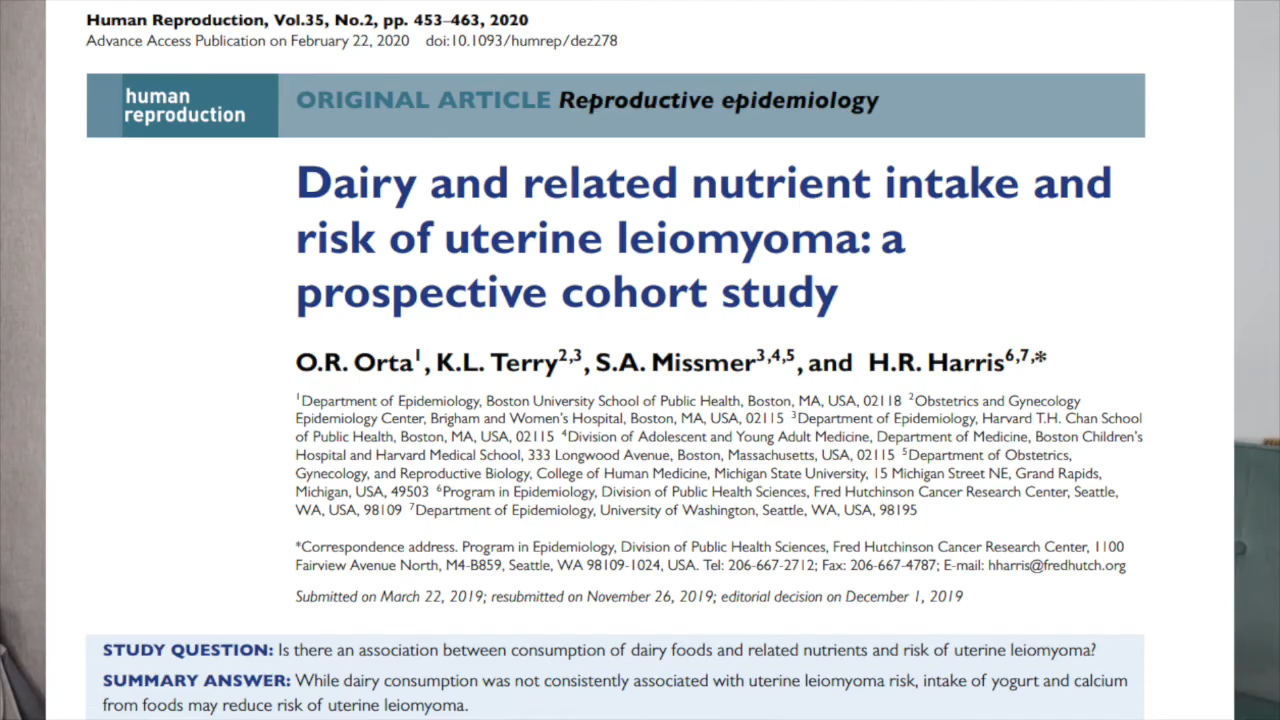 Human Reproduction, Vol.35, No.2, pp. 453–463, 2020
Advance Access Publication on February 22, 2020 doi:10.1093/humrep/dez278
human
reproduction
ORIGINAL ARTICLE Reproductive epidemiology
Dairy and related nutrient intake and
risk of uterine leiomyoma: a
prospective cohort study
O.R. Orta1, K.L. Terry2,3, S.A. Missmer3,4,5, and H.R. Harris6,7,*
1Department of Epidemiology, Boston University School of Public Health, Boston, MA, USA, 02118 2Obstetrics and Gynecology
Epidemiology Center, Brigham and Women's Hospital, Boston, MA, USA, 02115 3Department of Epidemiology, Harvard T.H. Chan School
of Public Health, Boston, MA, USA, 02115 4Division of Adolescent and Young Adult Medicine, Department of Medicine, Boston Children's
Hospital and Harvard Medical School, 333 Longwood Avenue, Boston, Massachusetts, USA, 02115 5Department of Obstetrics,
Gynecology, and Reproductive Biology, College of Human Medicine, Michigan State University, 15 Michigan Street NE, Grand Rapids,
Michigan, USA, 49503 6Program in Epidemiology, Division of Public Health Sciences, Fred Hutchinson Cancer Research Center, Seattle,
WA, USA, 98109 7Department of Epidemiology, University of Washington, Seattle, WA, USA, 98195
*Correspondence address. Program in Epidemiology, Division of Public Health Sciences, Fred Hutchinson Cancer Research Center, 1100
Fairview Avenue North, M4-B859, Seattle, WA 98109-1024, USA. Tel: 206-667-2712; Fax: 206-667-4787; E-mail: hharris@fredhutch.org
Submitted on March 22, 2019; resubmitted on November 26, 2019; editorial decision on December 1, 2019
STUDY QUESTION: Is there an association between consumption of dairy foods and related nutrients and risk of uterine leiomyoma?
SUMMARY ANSWER: While dairy consumption was not consistently associated with uterine leiomyoma risk, intake of yogurt and calcium
from foods may reduce risk of uterine leiomyoma.